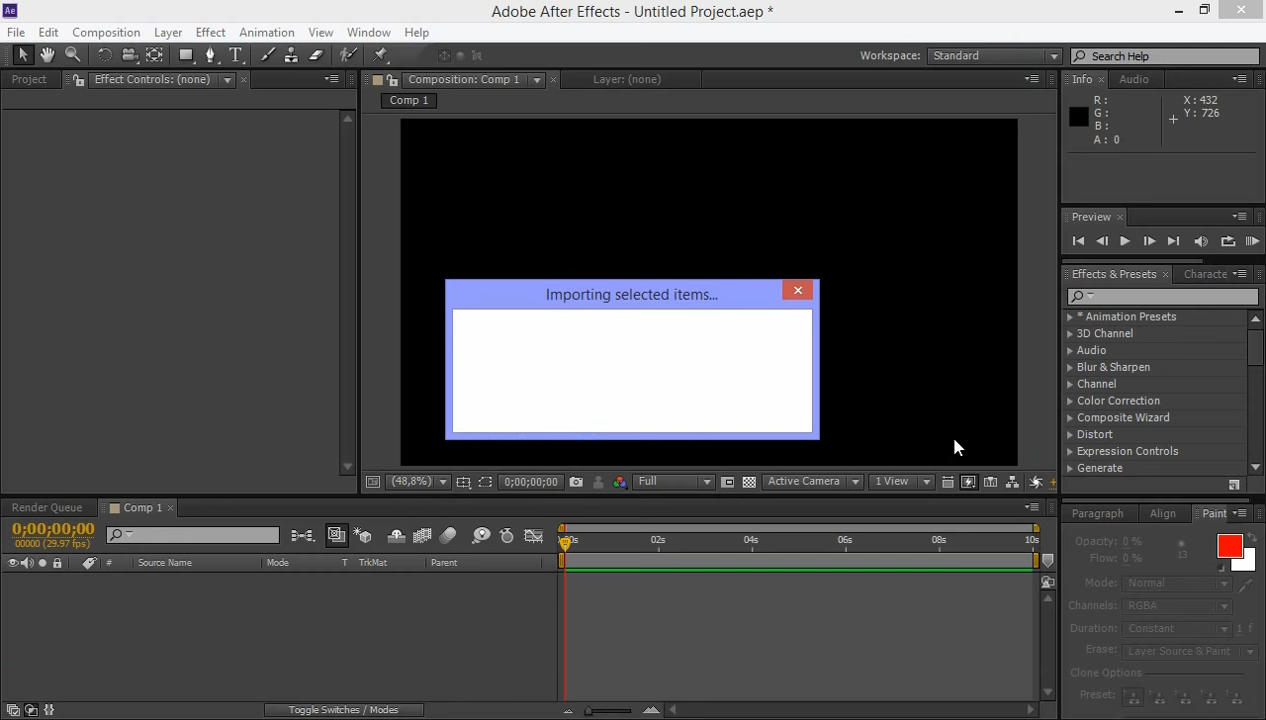 Ae Adobe After Effects - Untitled Project.aep *
File Edit Composition Layer Effect Animation View Window Help
T Workspace: Standard Search Help
Project Effect Controls: (none) Composition: Comp 1 Layer: (none) Info Audio
Comp 1
R : X : 432
G : Y : 726
B :
A : 0
Preview
Importing selected items...
Effects & Presets Characte
* Animation Presets
3D Channel
Audio
Blur & Sharpen
Channel
Color Correction
Composite Wizard
Distort
Expression Controls
Generate
(48,8%) 0;00;00;00 Full Active Camera 1 View
Render Queue Comp 1 Paragraph Align Paint
0;00;00;00
00000 (29.97 fps)
:00s 02s 04s 06s 08s 10s
# Source Name Mode T TrkMat Parent
Opacity: 0 %
Flow: 0 % 13
Mode: Normal
Channels: RGBA
Duration: Constant 1 f
Erase: Layer Source & Paint
Clone Options
Preset:
Toggle Switches / Modes